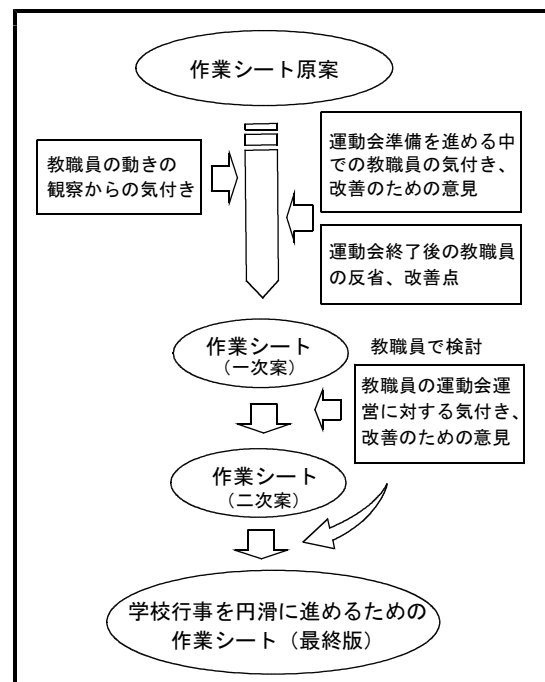 作業シート原案
教職員の動きの
観察からの気付き
運動会準備を進める中
での教職員の気付き、
改善のための意見
運動会終了後の教職員
の反省、改善点
作業シート
(一次案)
教職員で検討
教職員の運動会運
営に対する気付き、
改善のための意見
作業シート
(二次案)
学校行事を円滑に進めるための
作業シート（最終版）